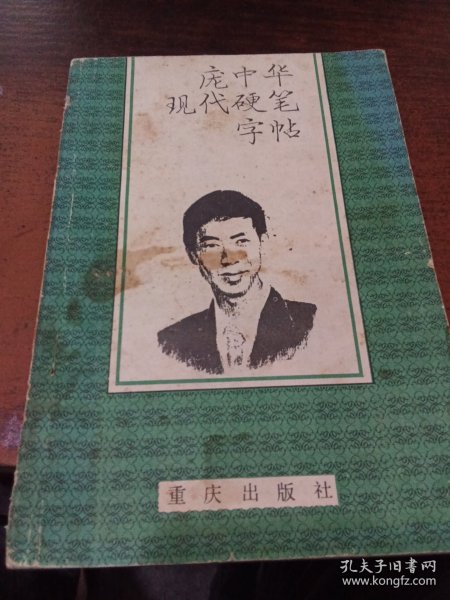 庞中华
现代硬笔
字帖
重庆出版社
孔夫子旧书网
www.kongfz.com